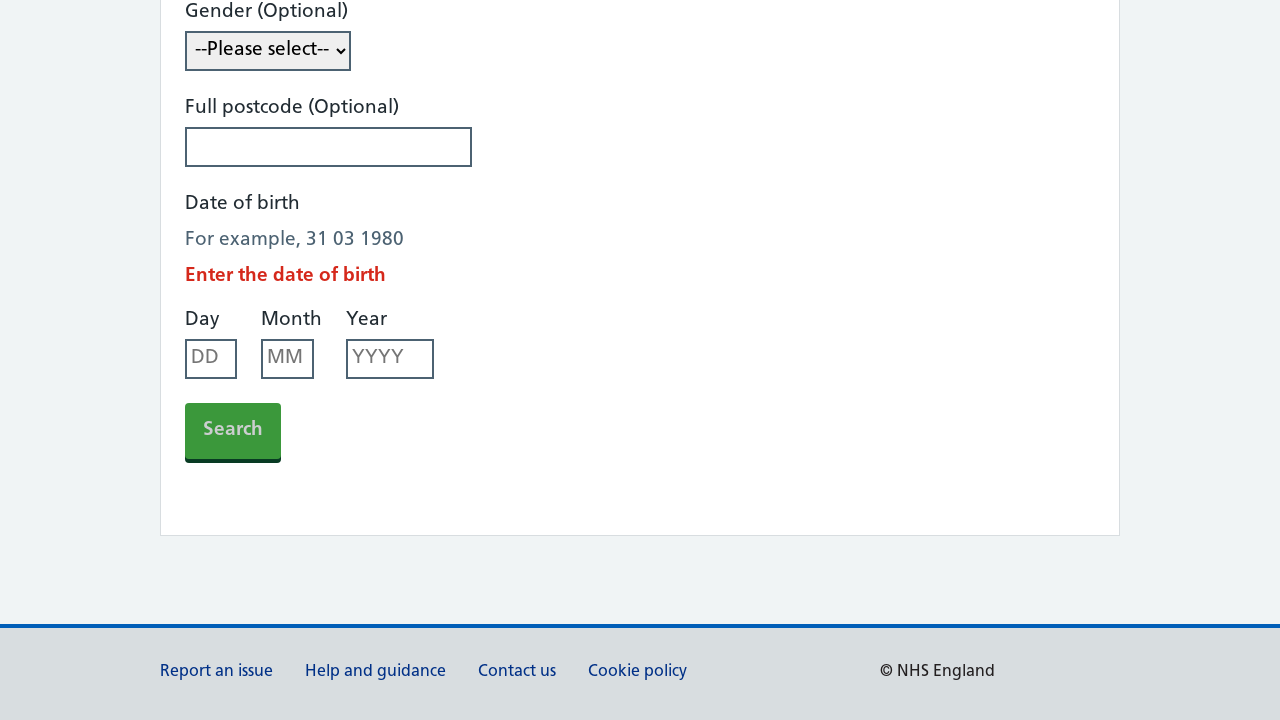 Gender (Optional)
--Please select--
Full postcode (Optional)
Date of birth
For example, 31 03 1980
Enter the date of birth
Day Month Year
DD MM YYYY
Search
Report an issue Help and guidance Contact us Cookie policy © NHS England